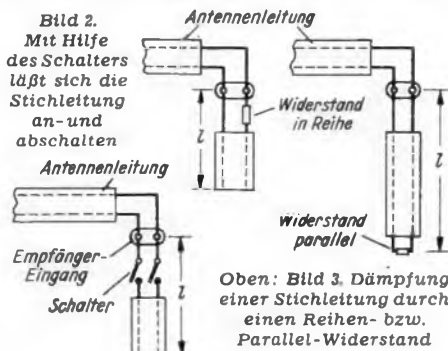 Bild 2.
Mit Hilfe
des Schalters
läßt sich die
Stichleitung
an- und
abschalten
Antennenleitung
Widerstand
in Reihe
l
l
Antennenleitung
Empfänger-
Eingang
Schalter
l
Widerstand
parallel
Oben: Bild 3. Dämpfung
einer Stichleitung durch
einen Reihen- bzw.
Parallel-Widerstand